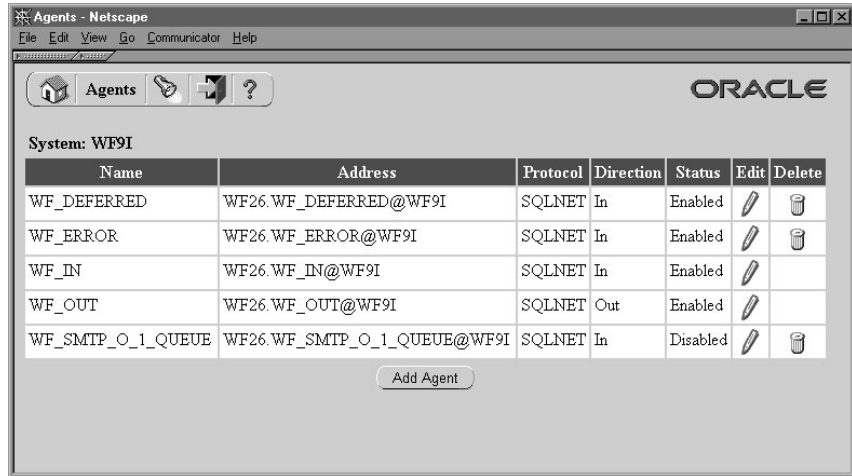 Agents - Netscape
File Edit View Go Communicator Help
Agents ? ORACLE
System: WF9I
Name Address Protocol Direction Status Edit Delete
WF_DEFERRED WF26.WF_DEFERRED@WF9I SQLNET In Enabled
WF_ERROR WF26.WF_ERROR@WF9I SQLNET In Enabled
WF_IN WF26.WF_IN@WF9I SQLNET In Enabled
WF_OUT WF26.WF_OUT@WF9I SQLNET Out Enabled
WF_SMTP_O_1_QUEUE WF26.WF_SMTP_O_1_QUEUE@WF9I SQLNET In Disabled
Add Agent